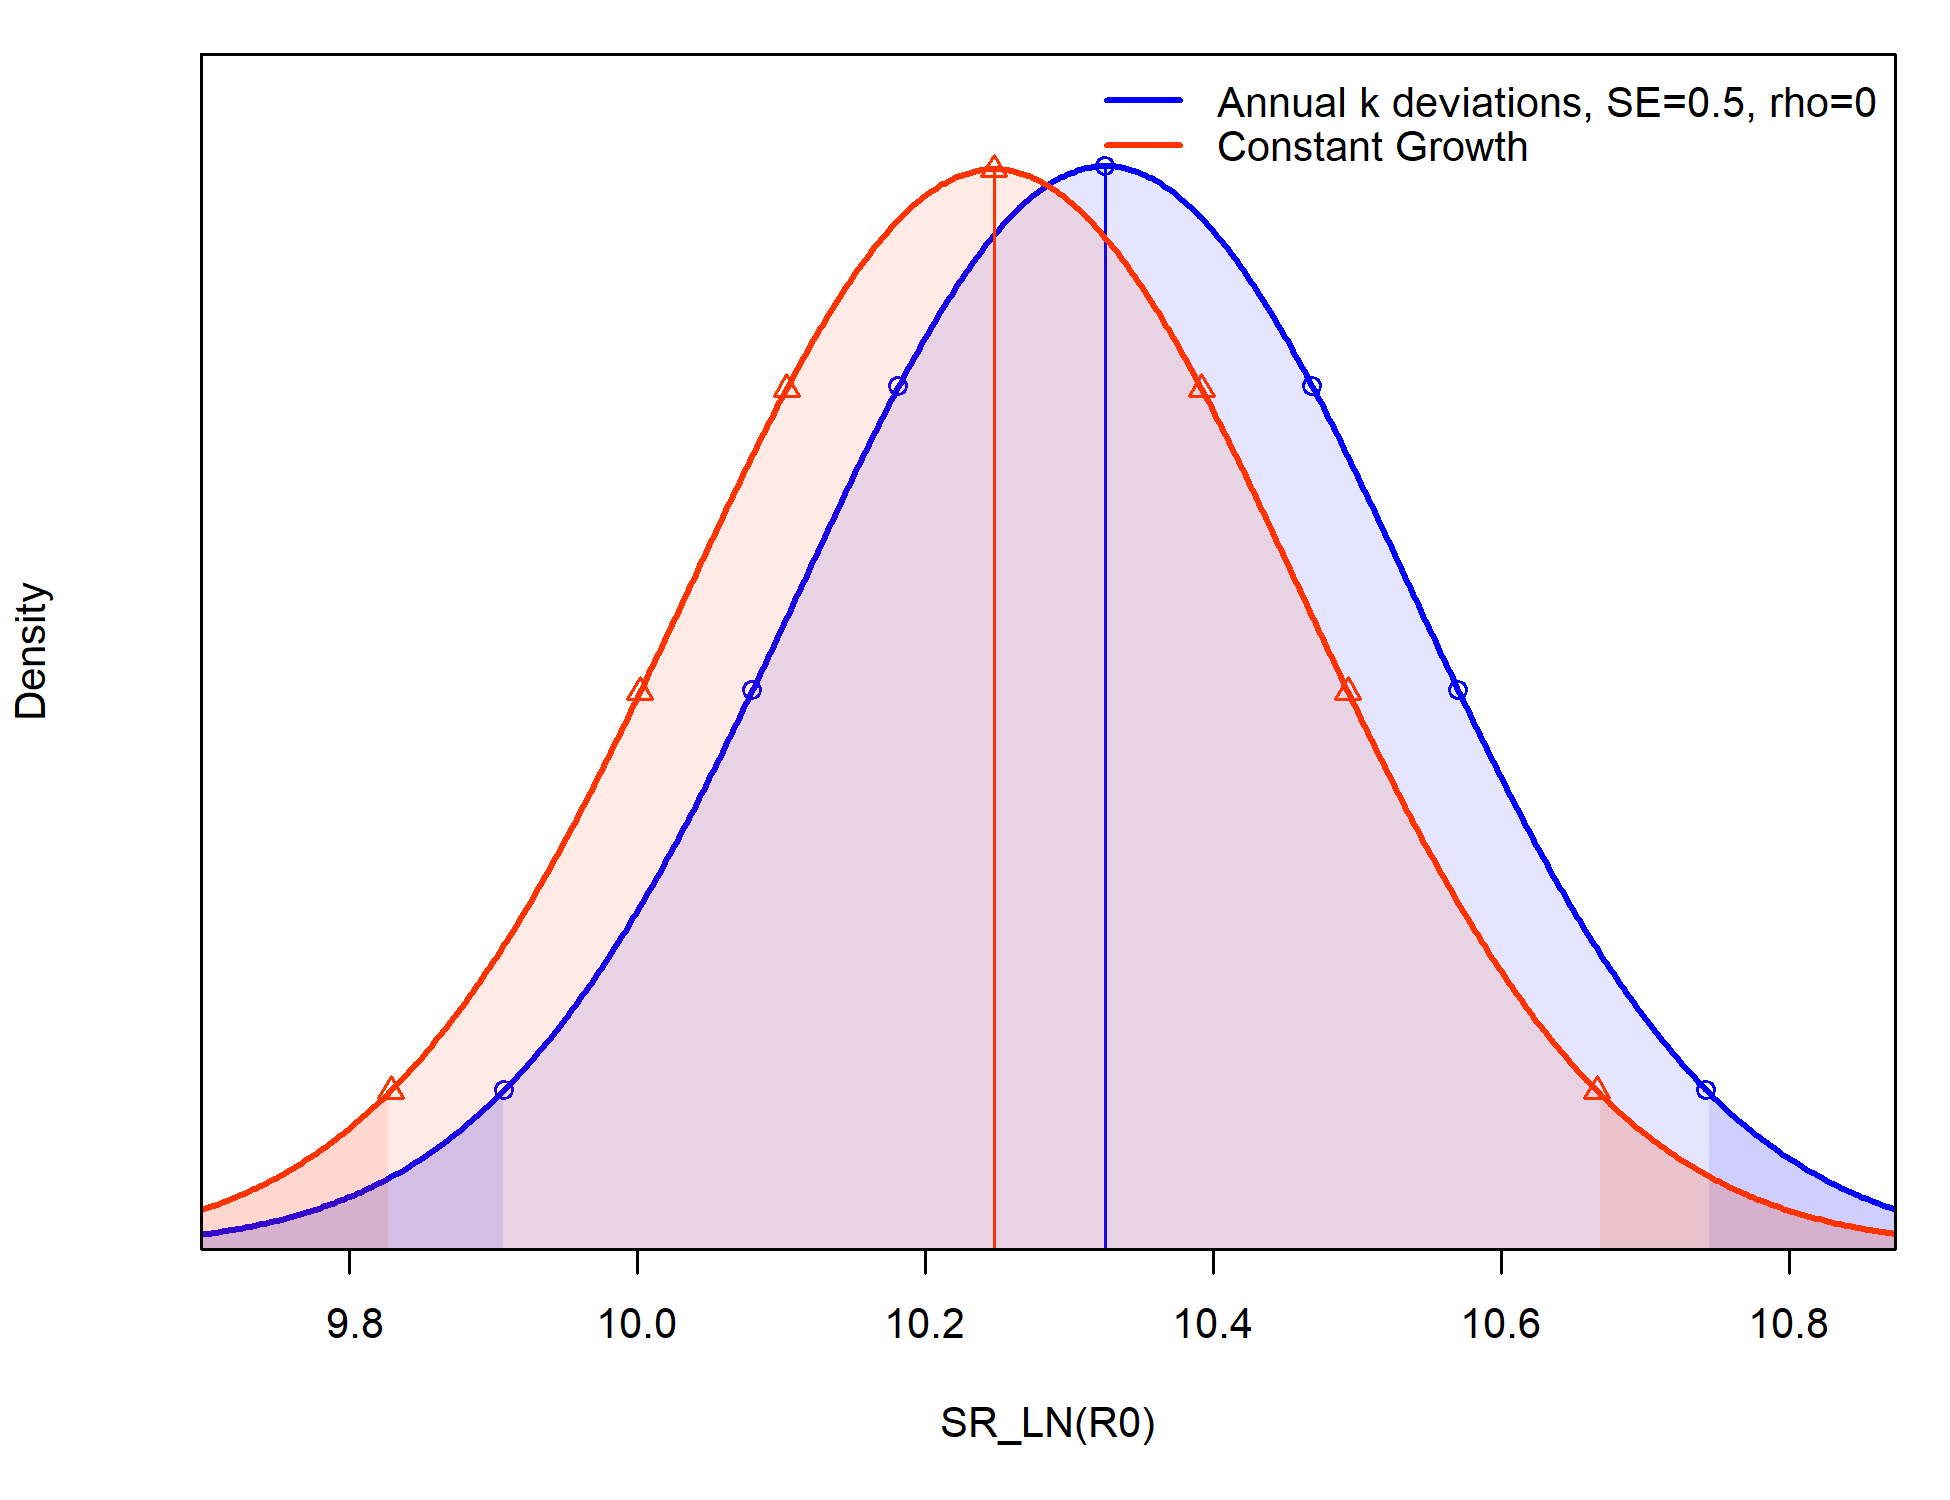 Annual k deviations, SE=0.5, rho=0
Constant Growth
Density
9.8 10.0 10.2 10.4 10.6 10.8
SR_LN(R0)